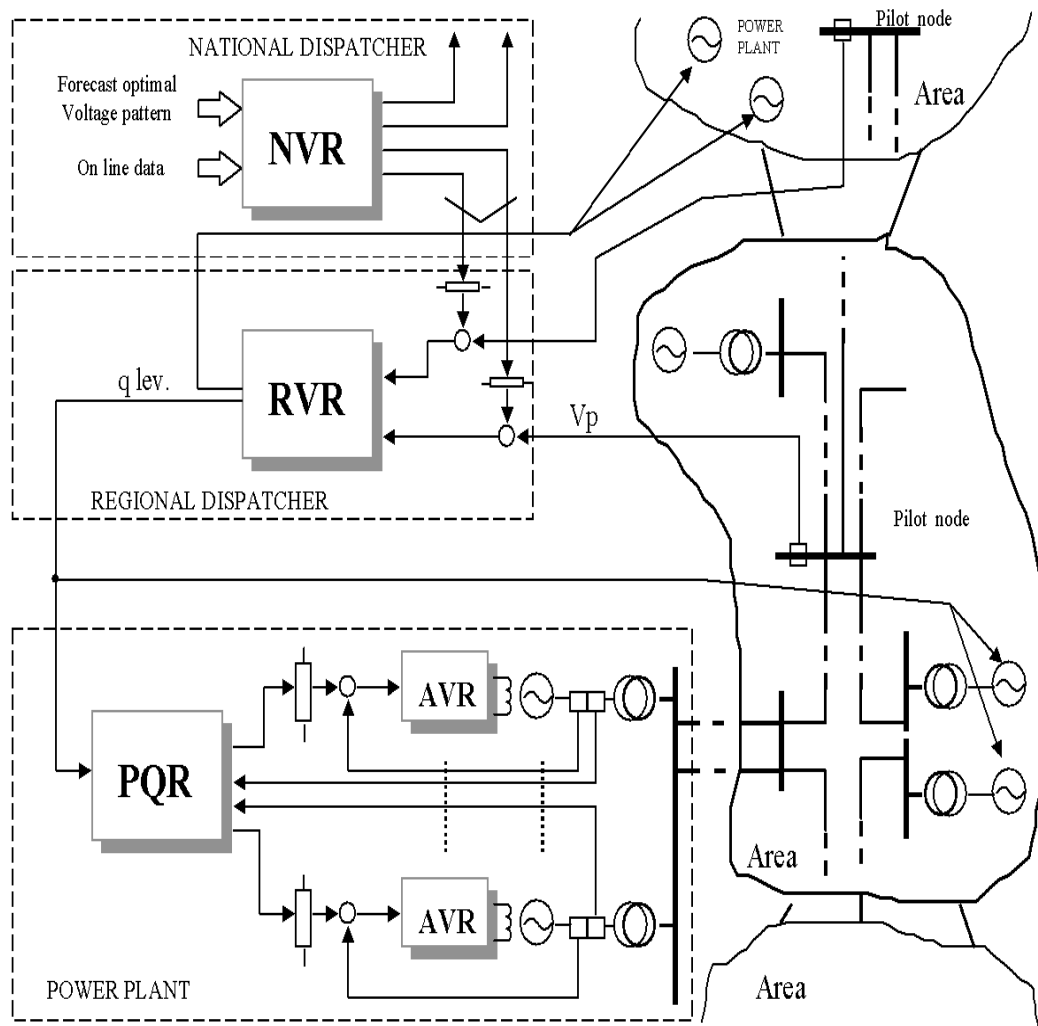 NATIONAL DISPATCHER
Forecast optimal
Voltage pattern
On line data
NVR
POWER
PLANT
Pilot node
Area
q lev.
RVR
Vp
REGIONAL DISPATCHER
Pilot node
PQR
AVR
AVR
POWER PLANT
Area
Area